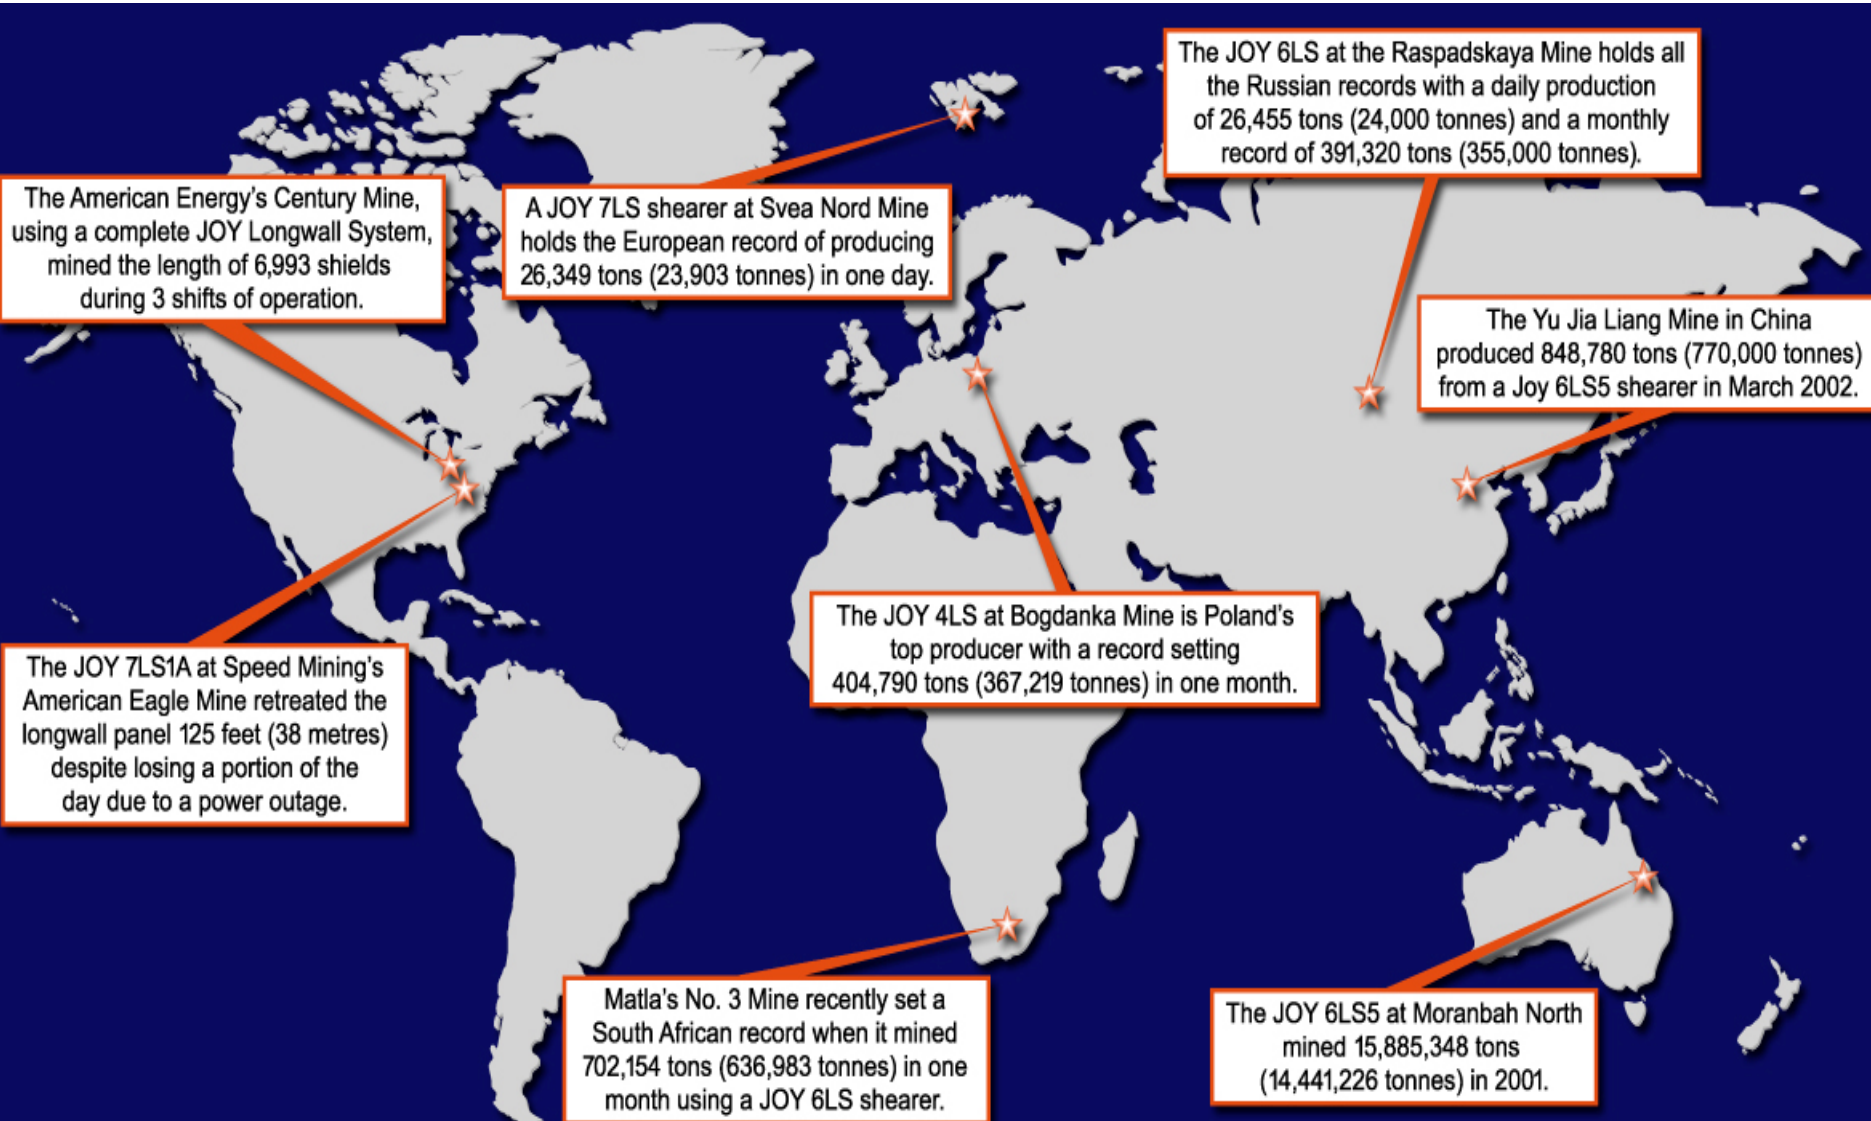 The JOY 6LS at the Raspadskaya Mine holds all
the Russian records with a daily production
of 26,455 tons (24,000 tonnes) and a monthly
record of 391,320 tons (355,000 tonnes).
The American Energy's Century Mine,
using a complete JOY Longwall System,
mined the length of 6,993 shields
during 3 shifts of operation.
A JOY 7LS shearer at Svea Nord Mine
holds the European record of producing
26,349 tons (23,903 tonnes) in one day.
The Yu Jia Liang Mine in China
produced 848,780 tons (770,000 tonnes)
from a Joy 6LS5 shearer in March 2002.
The JOY 4LS at Bogdanka Mine is Poland's
top producer with a record setting
404,790 tons (367,219 tonnes) in one month.
The JOY 7LS1A at Speed Mining's
American Eagle Mine retreated the
longwall panel 125 feet (38 metres)
despite losing a portion of the
day due to a power outage.
Matla's No. 3 Mine recently set a
South African record when it mined
702,154 tons (636,983 tonnes) in one
month using a JOY 6LS shearer.
The JOY 6LS5 at Moranbah North
mined 15,885,348 tons
(14,441,226 tonnes) in 2001.